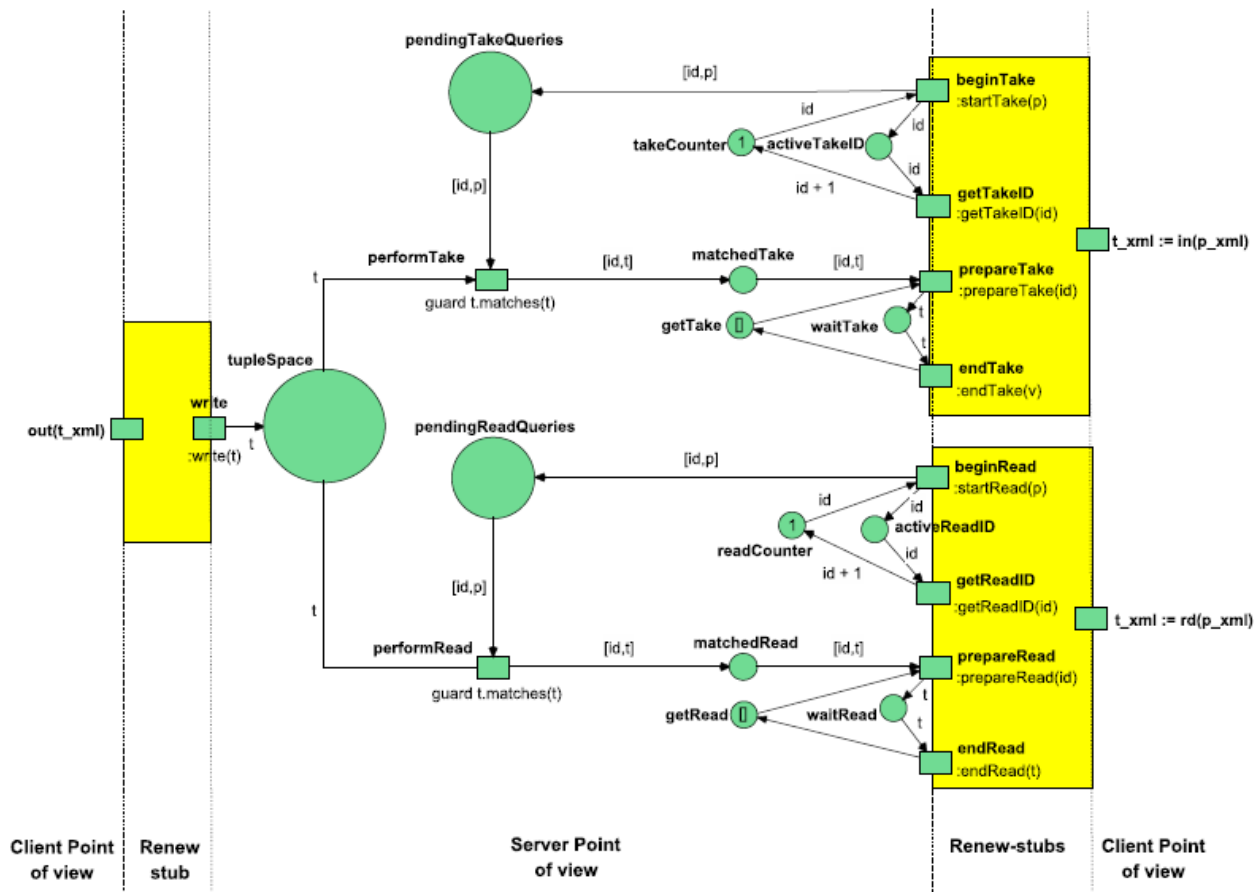 pendingTakeQueries
[id,p]
beginTake
:startTake(p)
id
id
takeCounter
1
activeTakeID
id
[id,p]
id + 1
getTakeID
:getTakeID(id)
t_xml := in(p_xml)
performTake
[id,t]
matchedTake
[id,t]
prepareTake
:prepareTake(id)
t
guard t.matches(t)
getTake
[]
waitTake
t
t
endTake
:endTake(v)
tupleSpace
out(t_xml)
write
:write(t)
t
pendingReadQueries
[id,p]
beginRead
:startRead(p)
id
id
1
activeReadID
readCounter
id
id + 1
getReadID
:getReadID(id)
[id,p]
t
t_xml := rd(p_xml)
performRead
[id,t]
matchedRead
[id,t]
prepareRead
:prepareRead(id)
guard t.matches(t)
t
getRead
[]
waitRead
t
endRead
:endRead(t)
Client Point
of view
Renew
stub
Server Point
of view
Renew-stubs
Client Point
of view